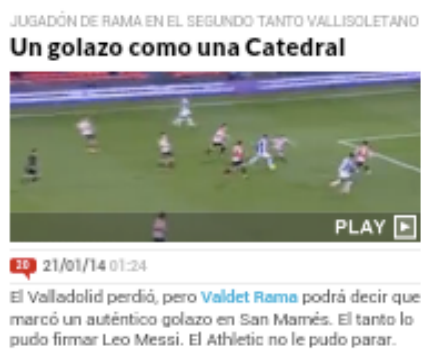 JUGADÓN DE RAMA EN EL SEGUNDO TANTO VALLISOLETANO
Un golazo como una Catedral
PLAY
20 21/01/14 01:24
El Valladolid perdió, pero Valdet Rama podrá decir que
marcó un auténtico golazo en San Mamés. El tanto lo
pudo firmar Leo Messi. El Athletic no le pudo parar.